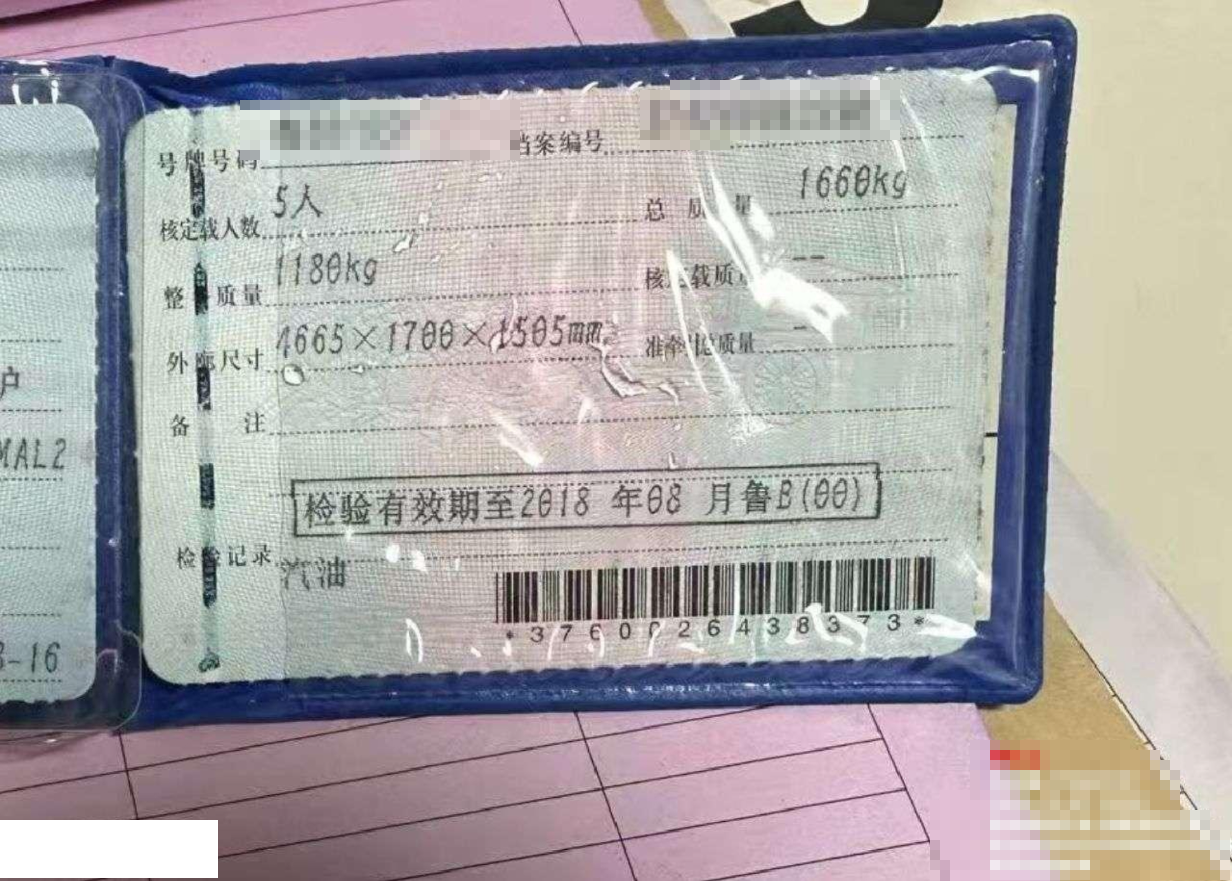 号牌号码
档案编号
5人
核定载人数
总 质 量
1660kg
1180kg
整 质量
核定载质量
--
4665×1700×1505mm
外廓尺寸
准牵引总质量
备 注
检验有效期至2018 年08 月鲁B(00)
检验记录
汽油
*3760026438373*
户
MAL2
-16